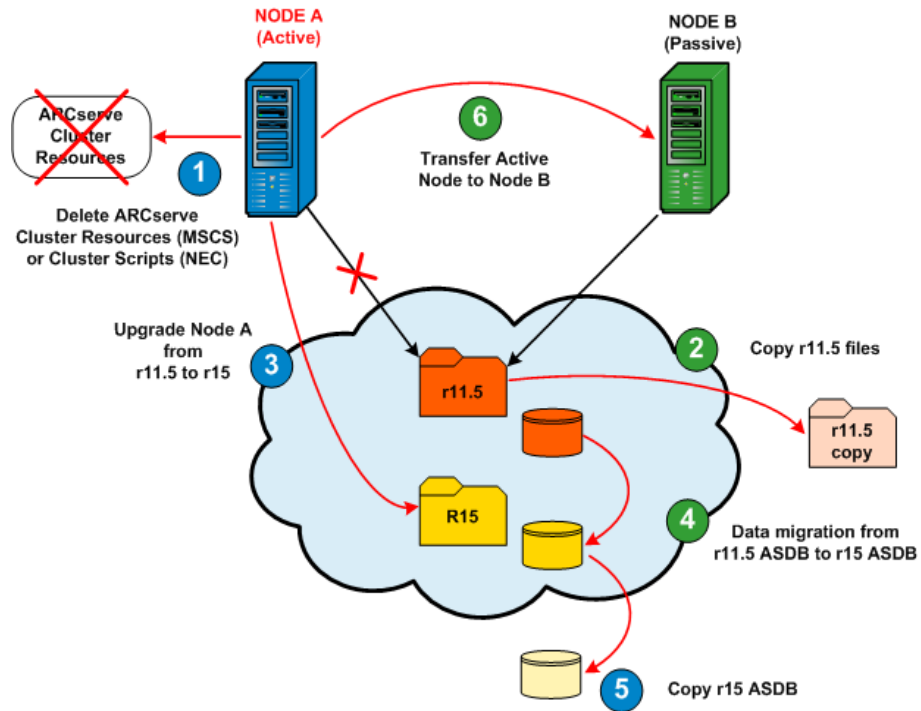 NODE A
(Active)
NODE B
(Passive)
ARCserve
Cluster
Resources
1
6
Transfer Active
Node to Node B
Delete ARCserve
Cluster Resources (MSCS)
or Cluster Scripts (NEC)
Upgrade Node A
from
r11.5 to r15
3
2
Copy r11.5 files
r11.5
r11.5
copy
R15
4
Data migration from
r11.5 ASDB to r15 ASDB
5
Copy r15 ASDB